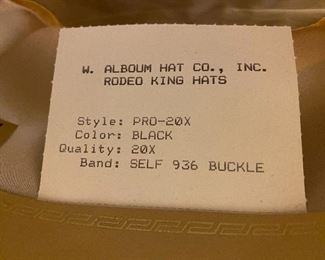 W. ALBOUM HAT CO., INC.
RODEO KING HATS
Style: PRO-20X
Color: BLACK
Quality: 20X
Band: SELF 936 BUCKLE